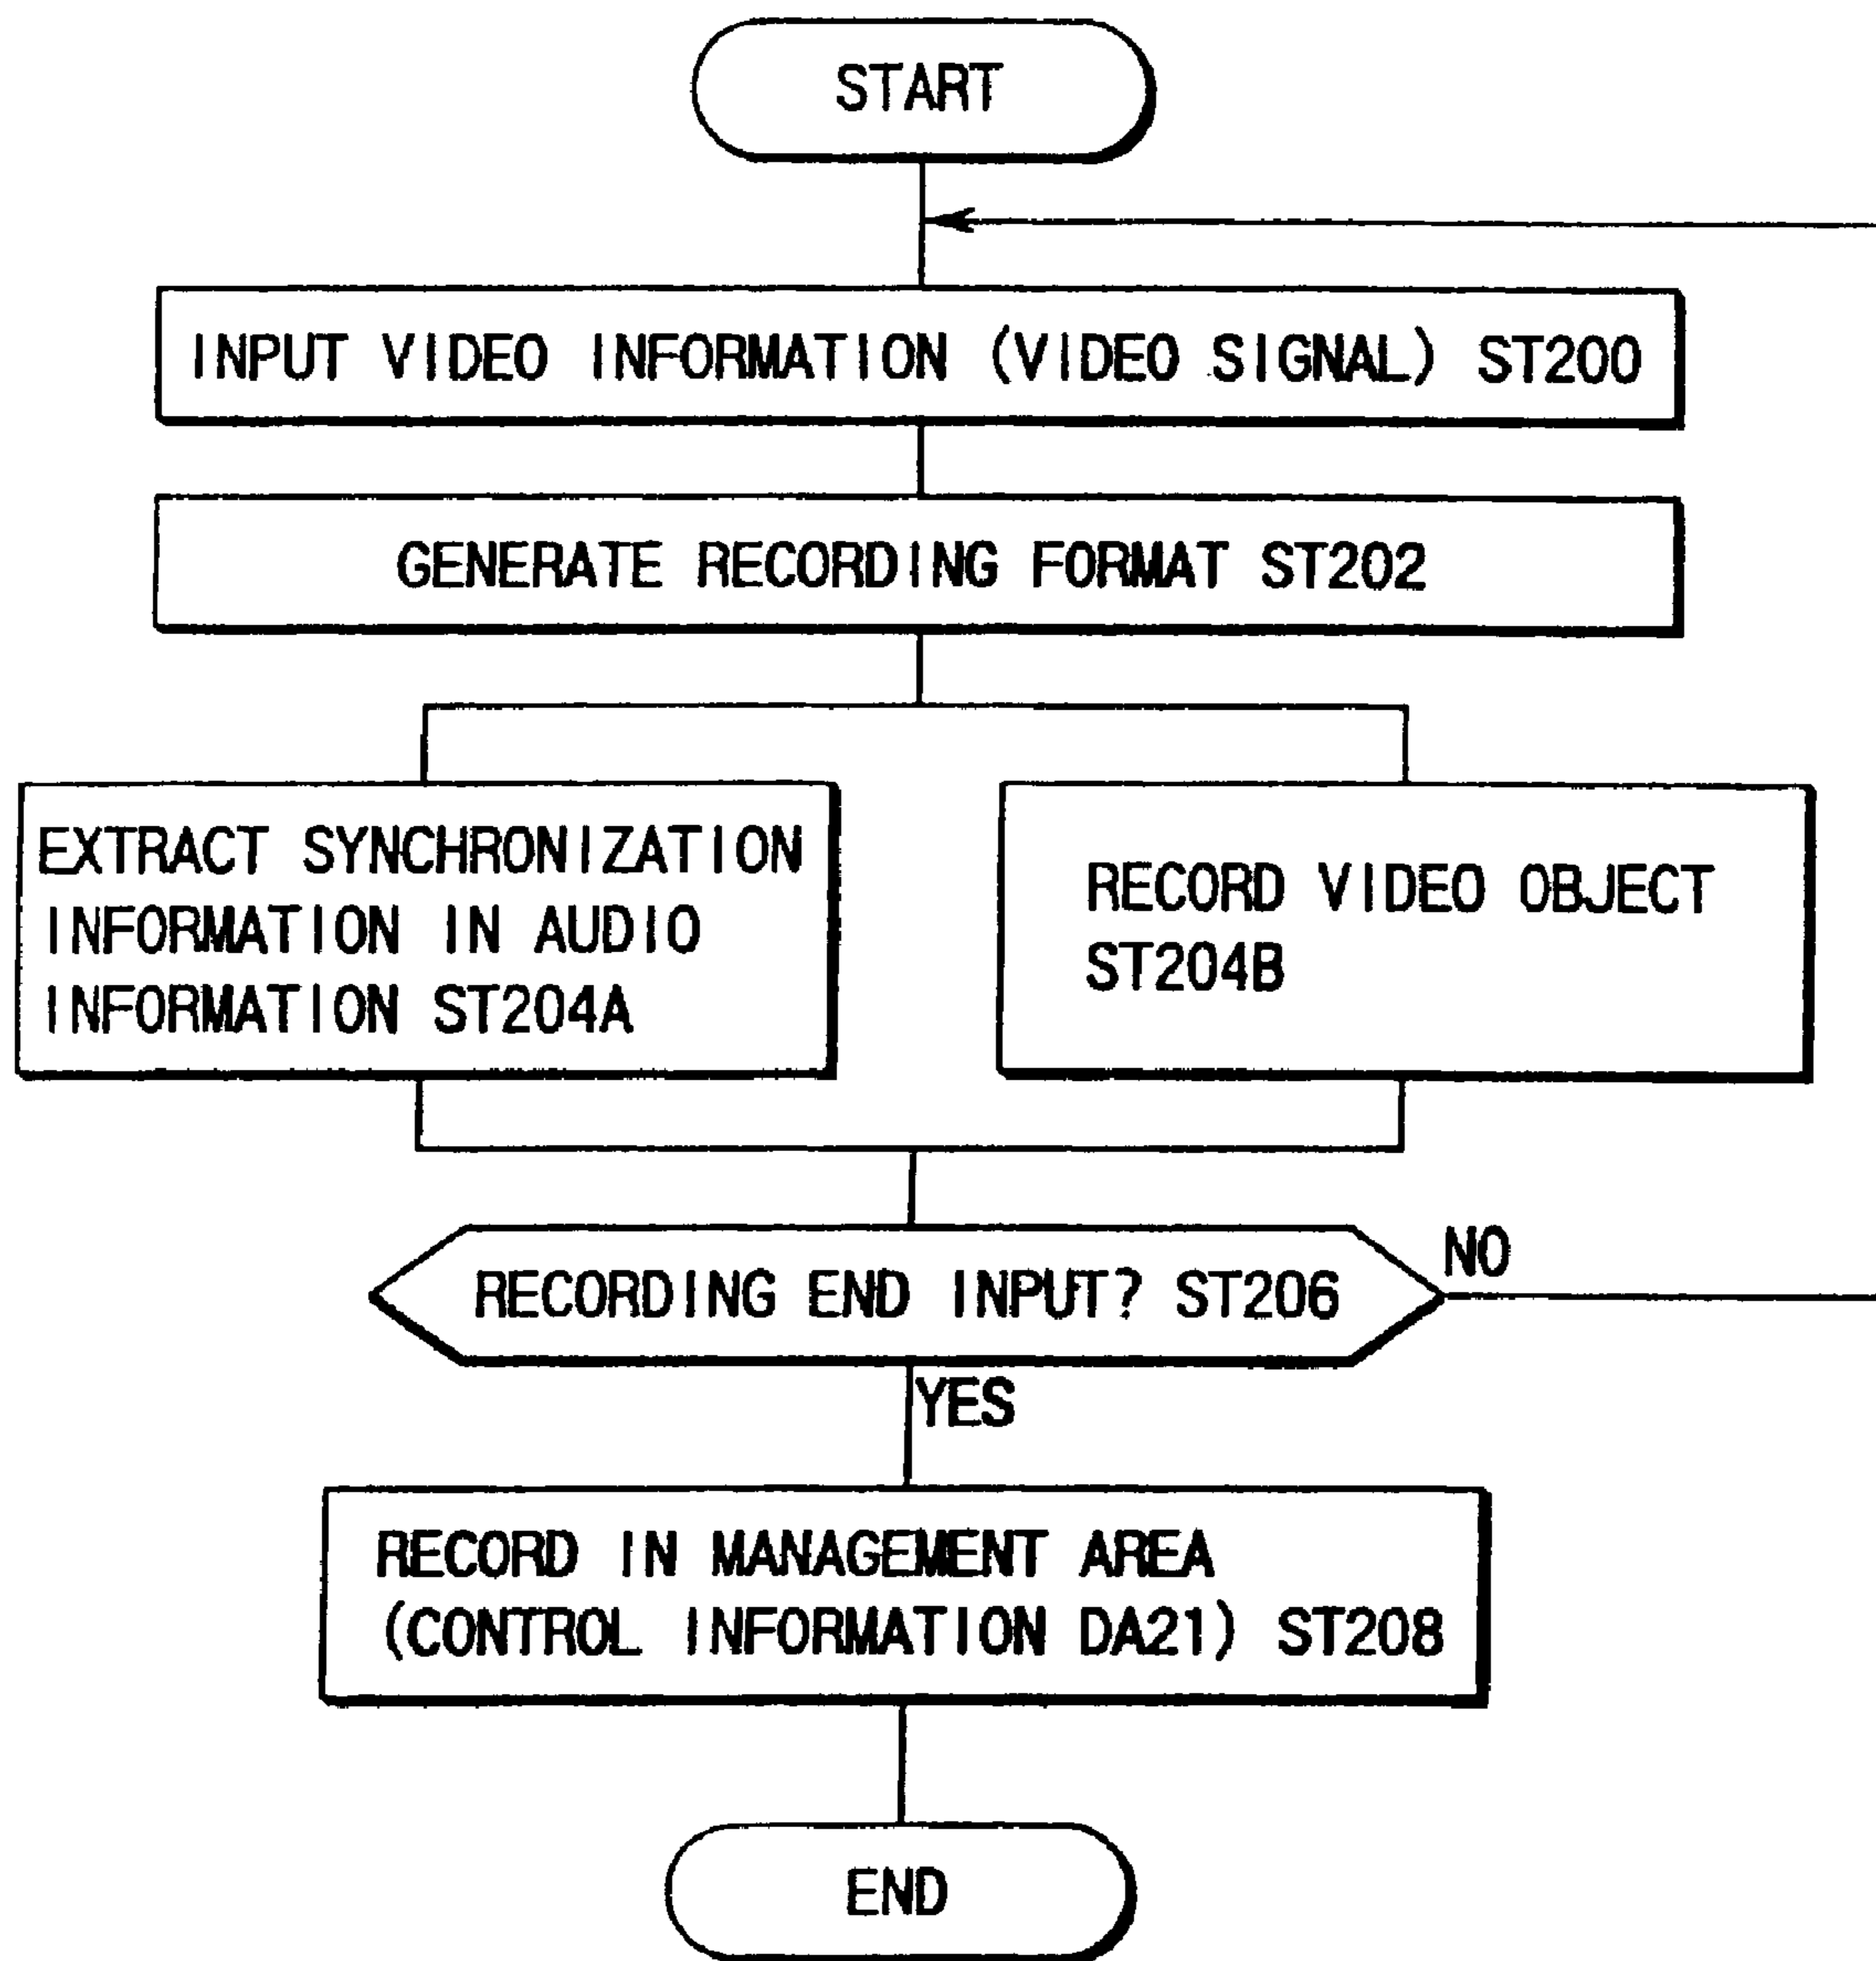 START
INPUT VIDEO INFORMATION (VIDEO SIGNAL) ST200
GENERATE RECORDING FORMAT ST202
EXTRACT SYNCHRONIZATION
INFORMATION IN AUDIO
INFORMATION ST204A
RECORD VIDEO OBJECT
ST204B
RECORDING END INPUT? ST206
NO
YES
RECORD IN MANAGEMENT AREA
(CONTROL INFORMATION DA21) ST208
END